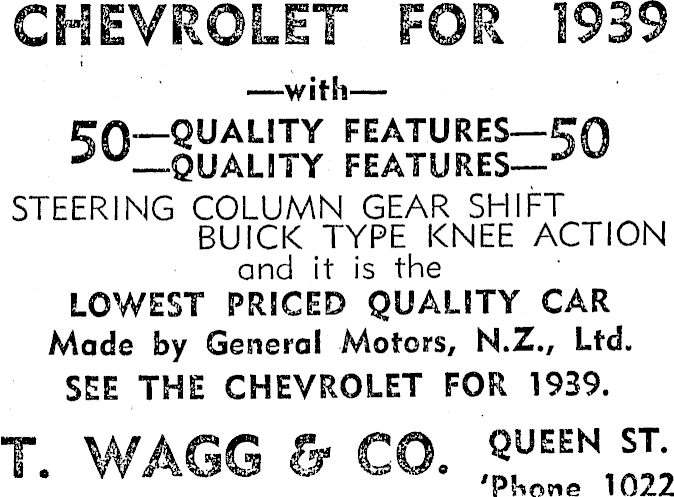 CHEVROLET FOR 1939
—with—
50—QUALITY FEATURES—50
—QUALITY FEATURES—
STEERING COLUMN GEAR SHIFT
BUICK TYPE KNEE ACTION
and it is the
LOWEST PRICED QUALITY CAR
Made by General Motors, N.Z., Ltd.
SEE THE CHEVROLET FOR 1939.
T. WAGG & CO. QUEEN ST.
'Phone 1022